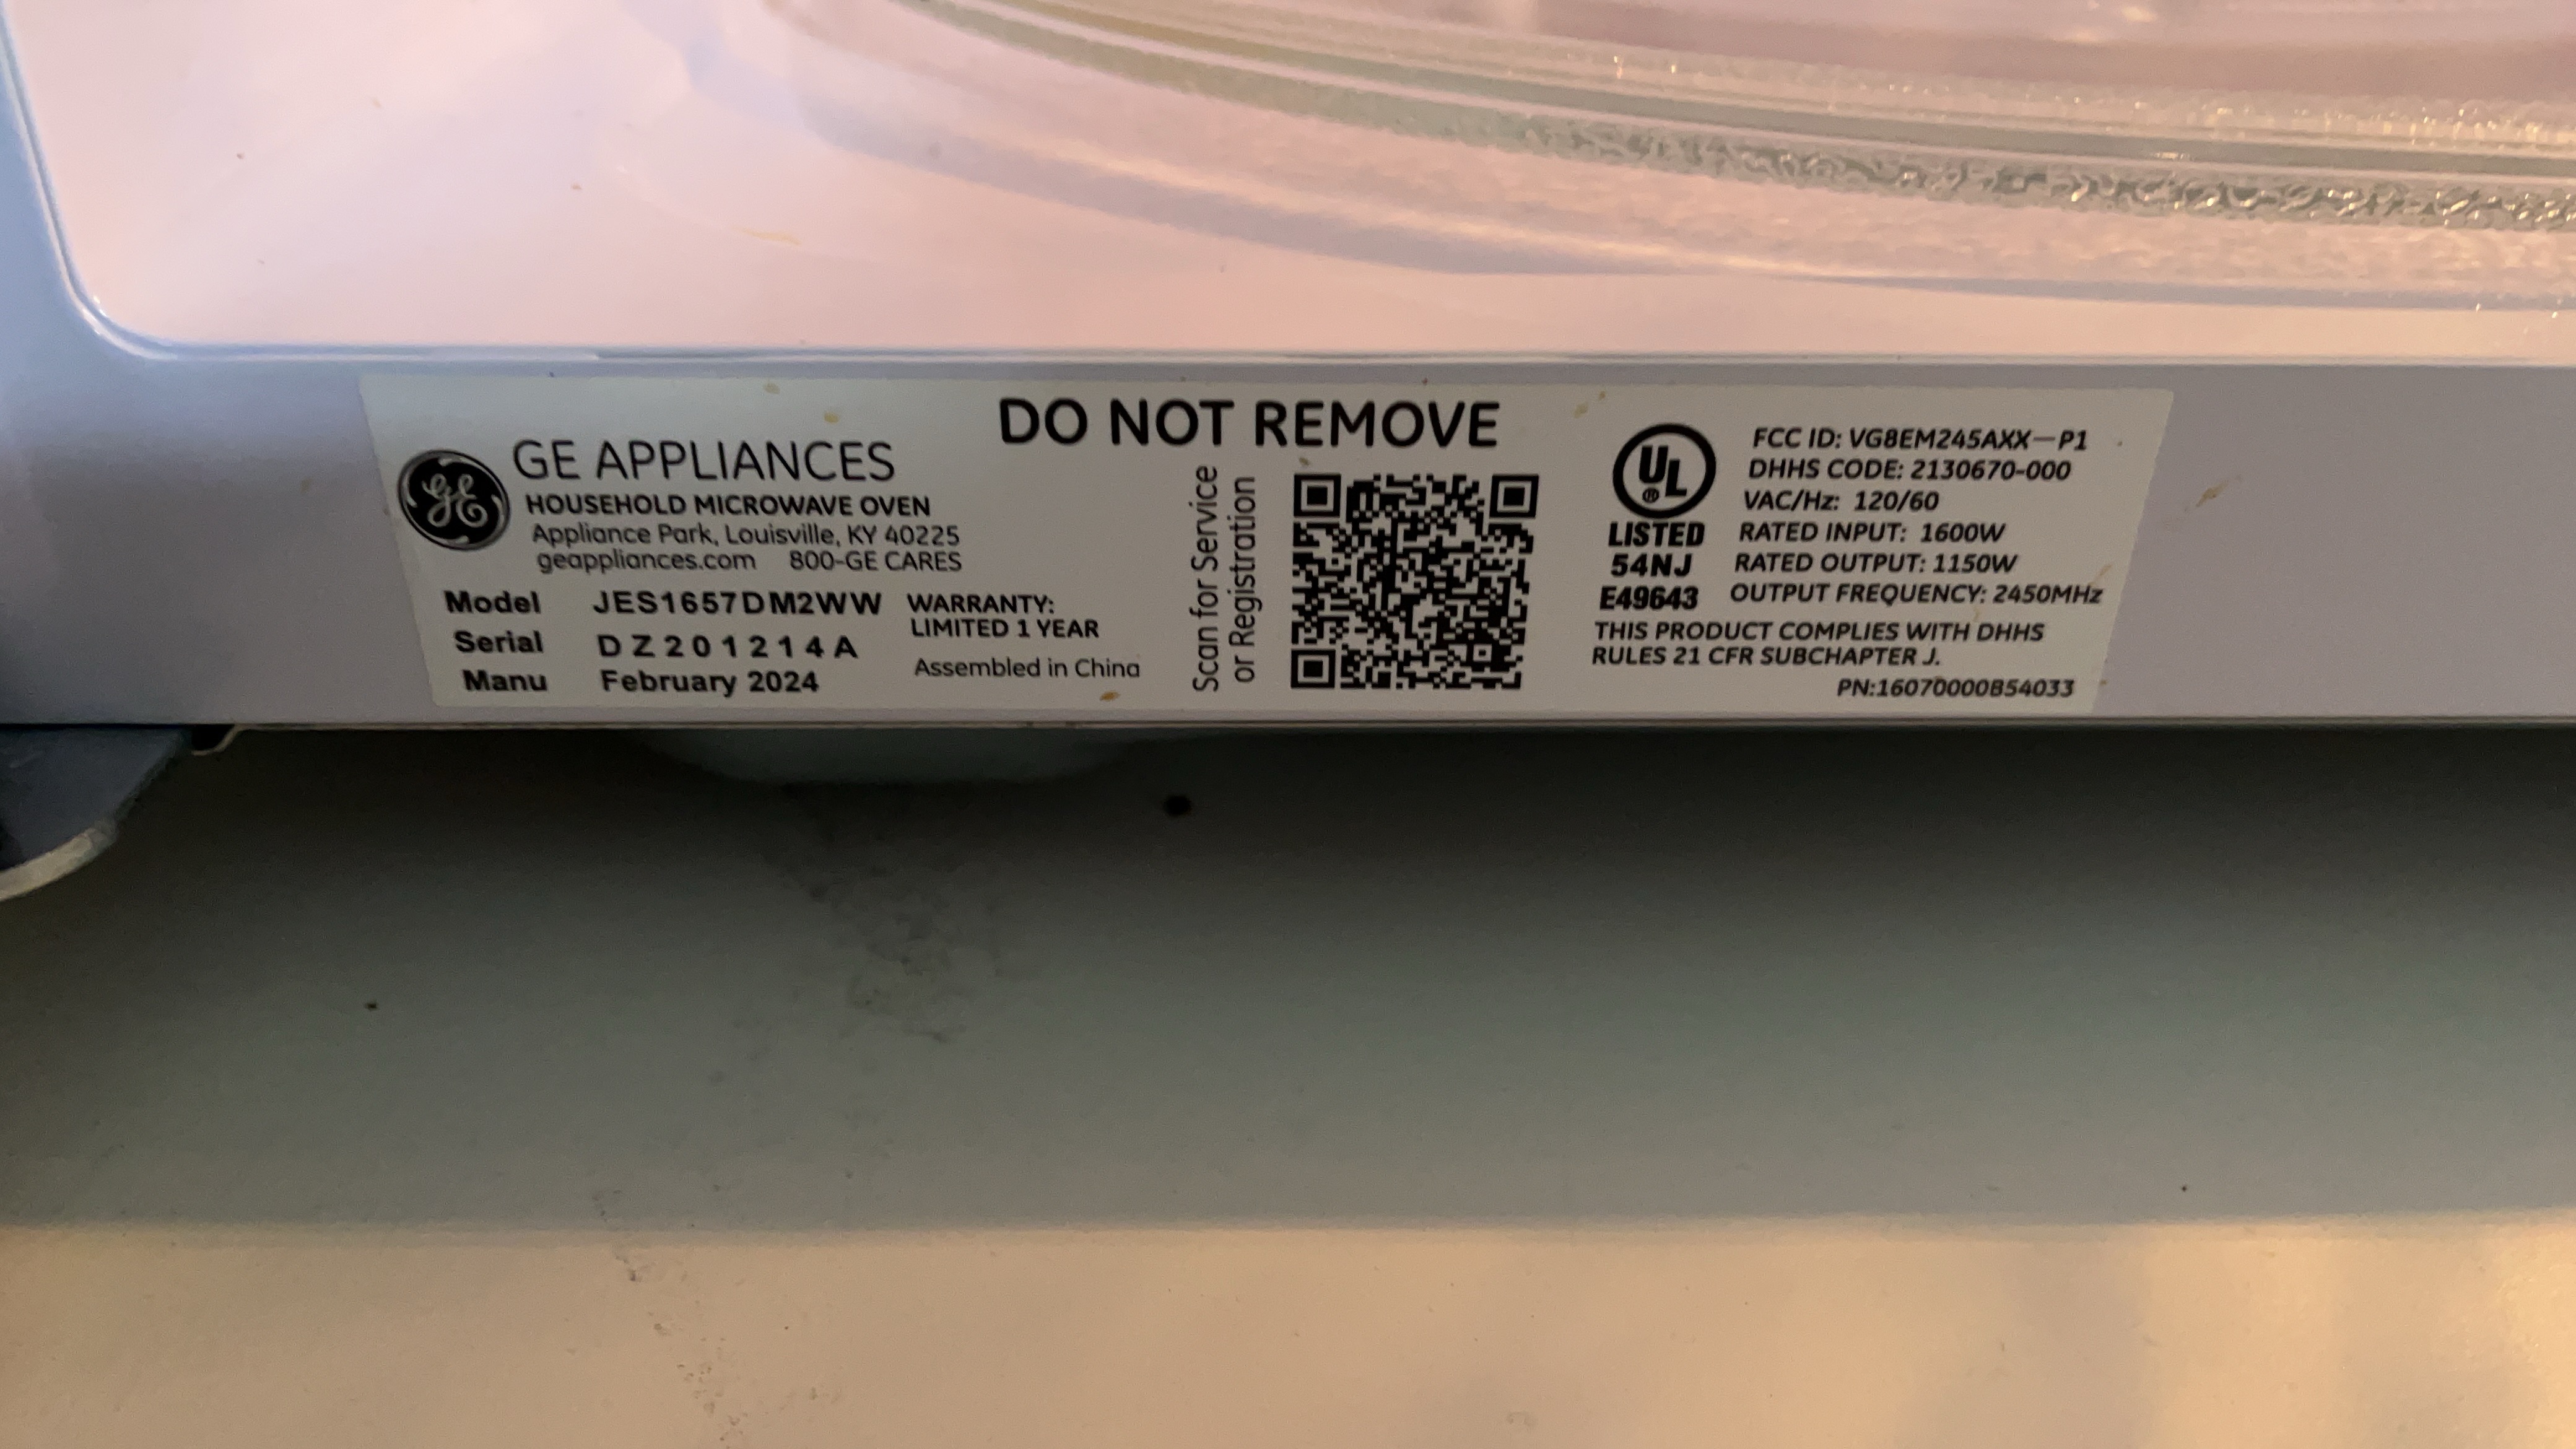 DO NOT REMOVE
GE
GE APPLIANCES
HOUSEHOLD MICROWAVE OVEN
Appliance Park, Louisville, KY 40225
geappliances.com 800-GE CARES
Model JES1657DM2WW
Serial DZ201214A
Manu February 2024
WARRANTY:
LIMITED 1 YEAR
Assembled in China
Scan for Service
or Registration
UL
®
LISTED
54NJ
E49643
FCC ID: VG8EM245AXX-P1
DHHS CODE: 2130670-000
VAC/Hz: 120/60
RATED INPUT: 1600W
RATED OUTPUT: 1150W
OUTPUT FREQUENCY: 2450MHz
THIS PRODUCT COMPLIES WITH DHHS
RULES 21 CFR SUBCHAPTER J.
PN:16070000B54033